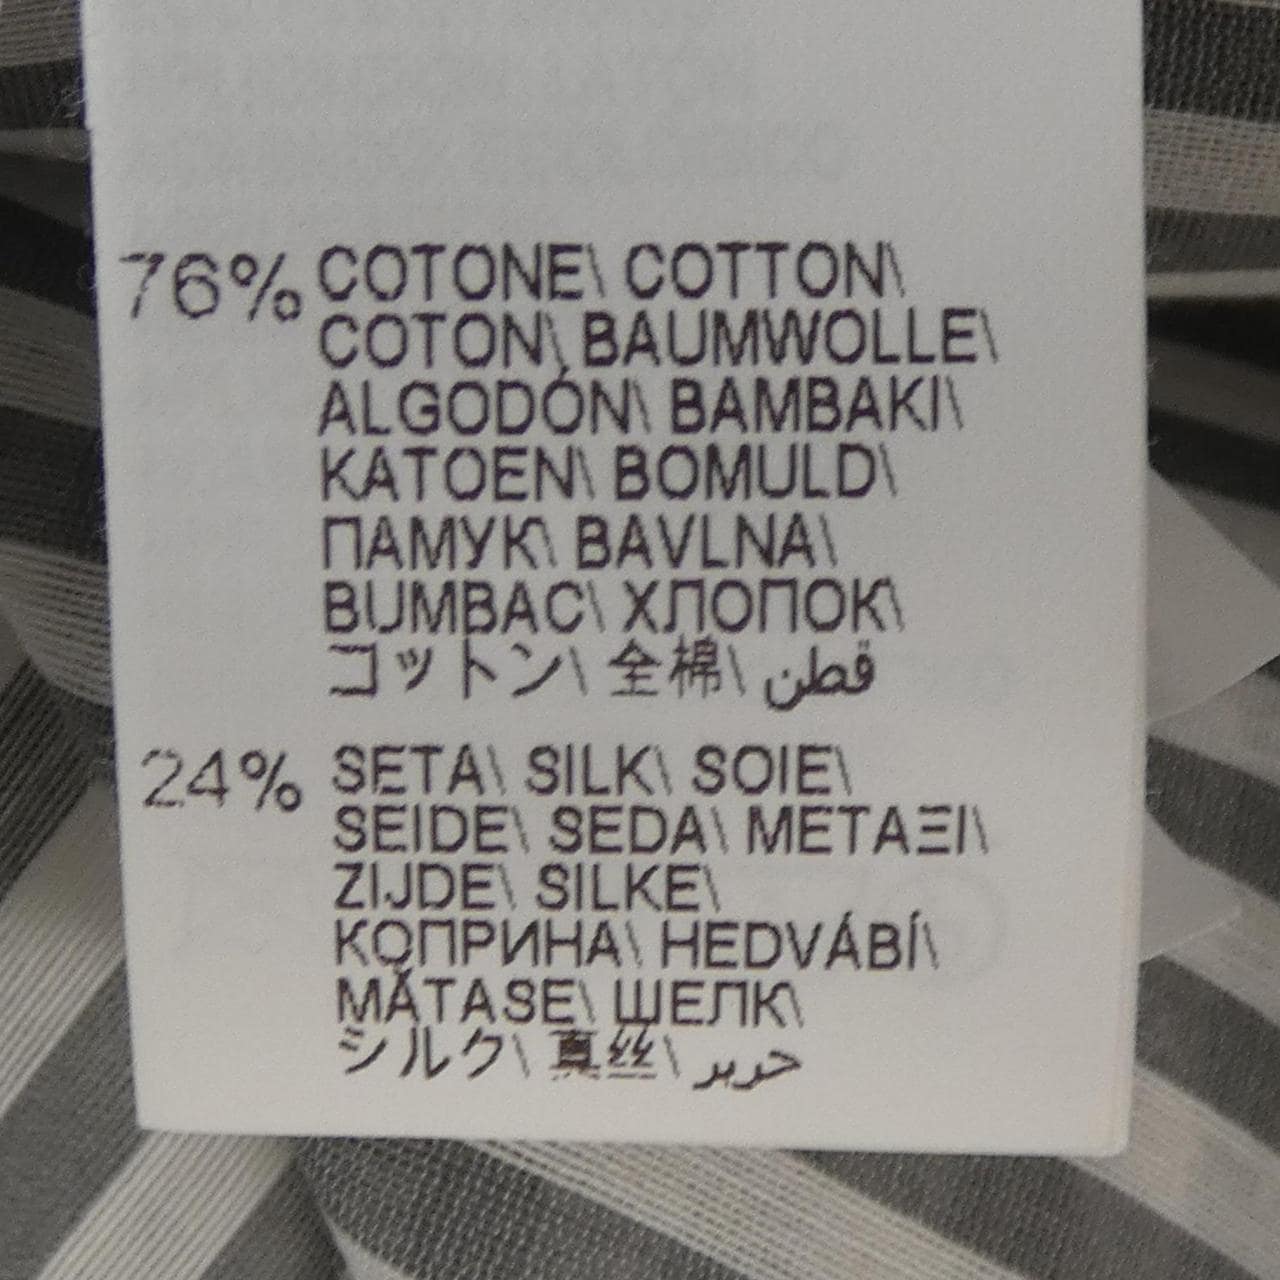 76% COTONE\ COTTON\
COTON\ BAUMWOLLE\
ALGODÓN\ BAMBAKI\
KATOEN\ BOMULD\
ПАМУК\ BAVLNA\
BUMBAC\ ХЛОПОК\
コットン\ 全棉\ قطن
24% SETA\ SILK\ SOIE\
SEIDE\ SEDA\ ΜΕΤΑΞΙ\
ZIJDE\ SILKE\
КОПРИНА\ HEDVÁBÍ\
MĂTASE\ ШЕЛК\
シルク\ 真丝\ حرير